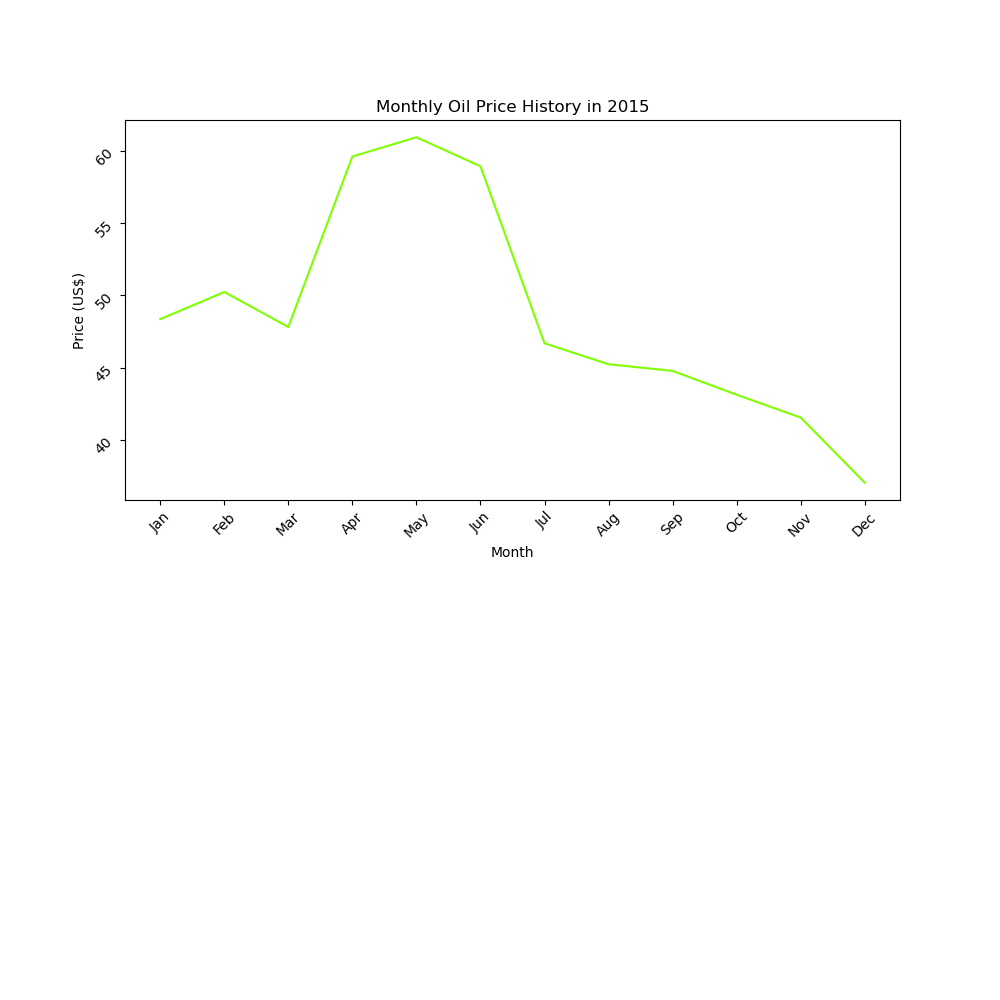 Monthly Oil Price History in 2015
Price (US$)
60
55
50
45
40
Jan
Feb
Mar
Apr
May
Jun
Jul
Aug
Sep
Oct
Nov
Dec
Month